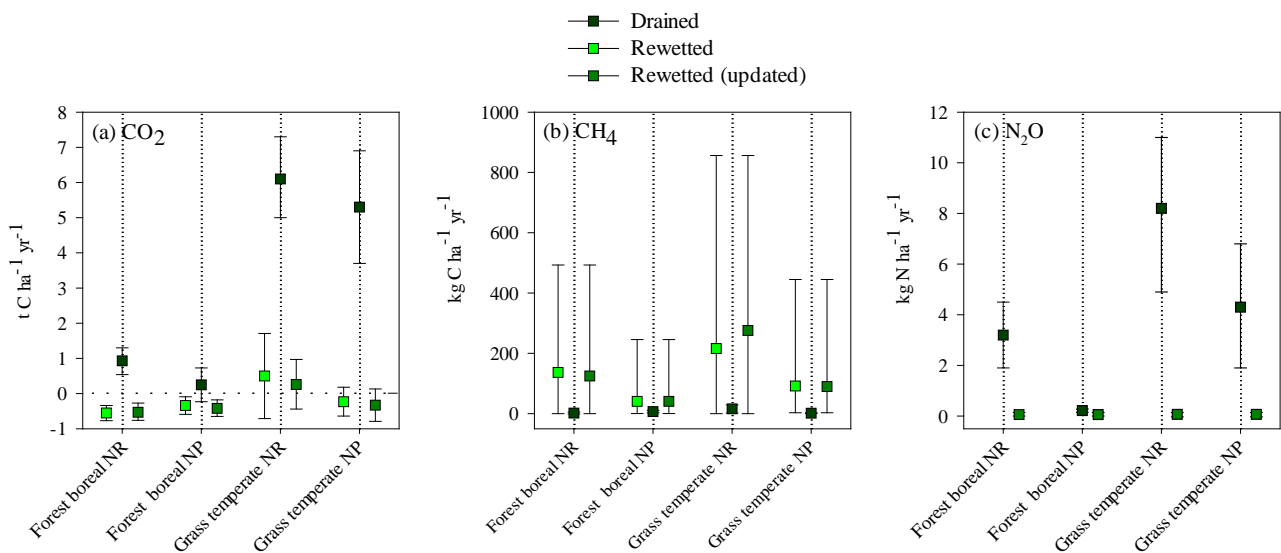 Drained
Rewetted
Rewetted (updated)
(a) CO2
t C ha-1 yr-1
8
7
6
5
4
3
2
1
0
-1
Forest boreal NR
Forest boreal NP
Grass temperate NR
Grass temperate NP
(b) CH4
kg C ha-1 yr-1
1000
800
600
400
200
0
Forest boreal NR
Forest boreal NP
Grass temperate NR
Grass temperate NP
(c) N2O
kg N ha-1 yr-1
12
10
8
6
4
2
0
Forest boreal NR
Forest boreal NP
Grass temperate NR
Grass temperate NP